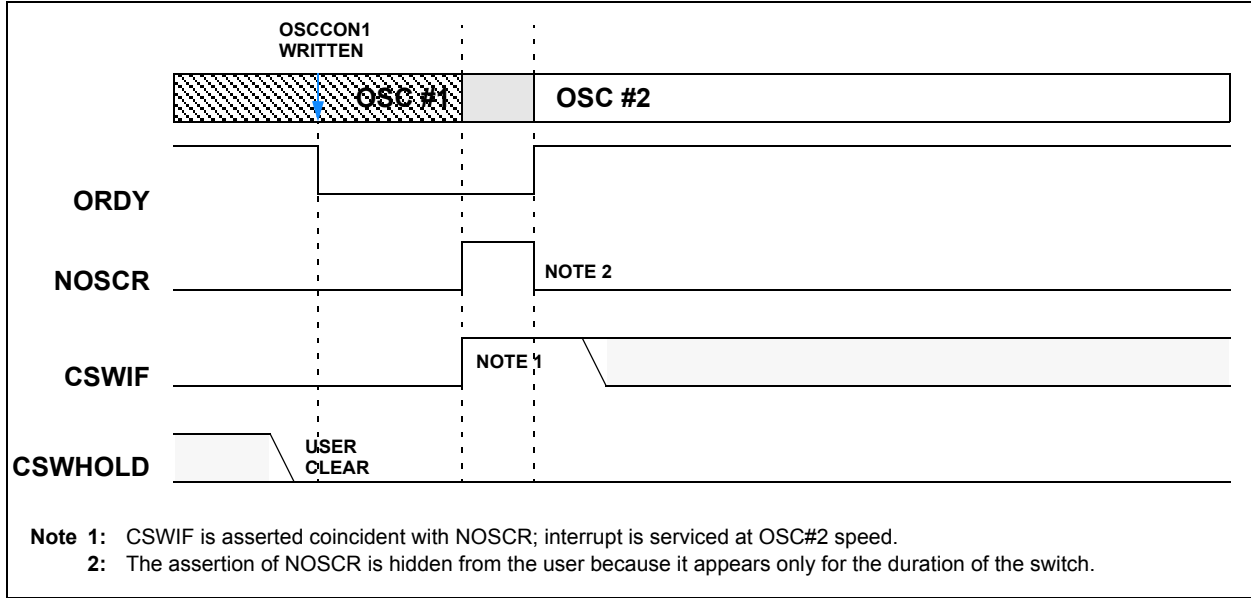 OSCCON1
WRITTEN
OSC #1
OSC #2
ORDY
NOSCR
NOTE 2
CSWIF
NOTE 1
CSWHOLD
USER
CLEAR
Note 1: CSWIF is asserted coincident with NOSCR; interrupt is serviced at OSC#2 speed.
2: The assertion of NOSCR is hidden from the user because it appears only for the duration of the switch.